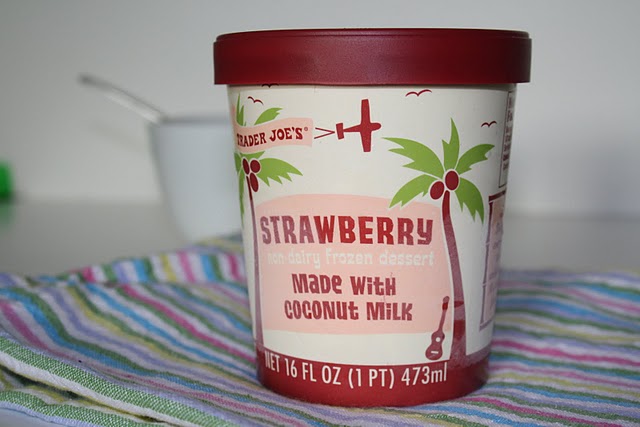 TRADER JOE'S®
STRAWBERRY
non-dairy frozen dessert
Made with
coconut Milk
NET 16 FL OZ (1 PT) 473ml